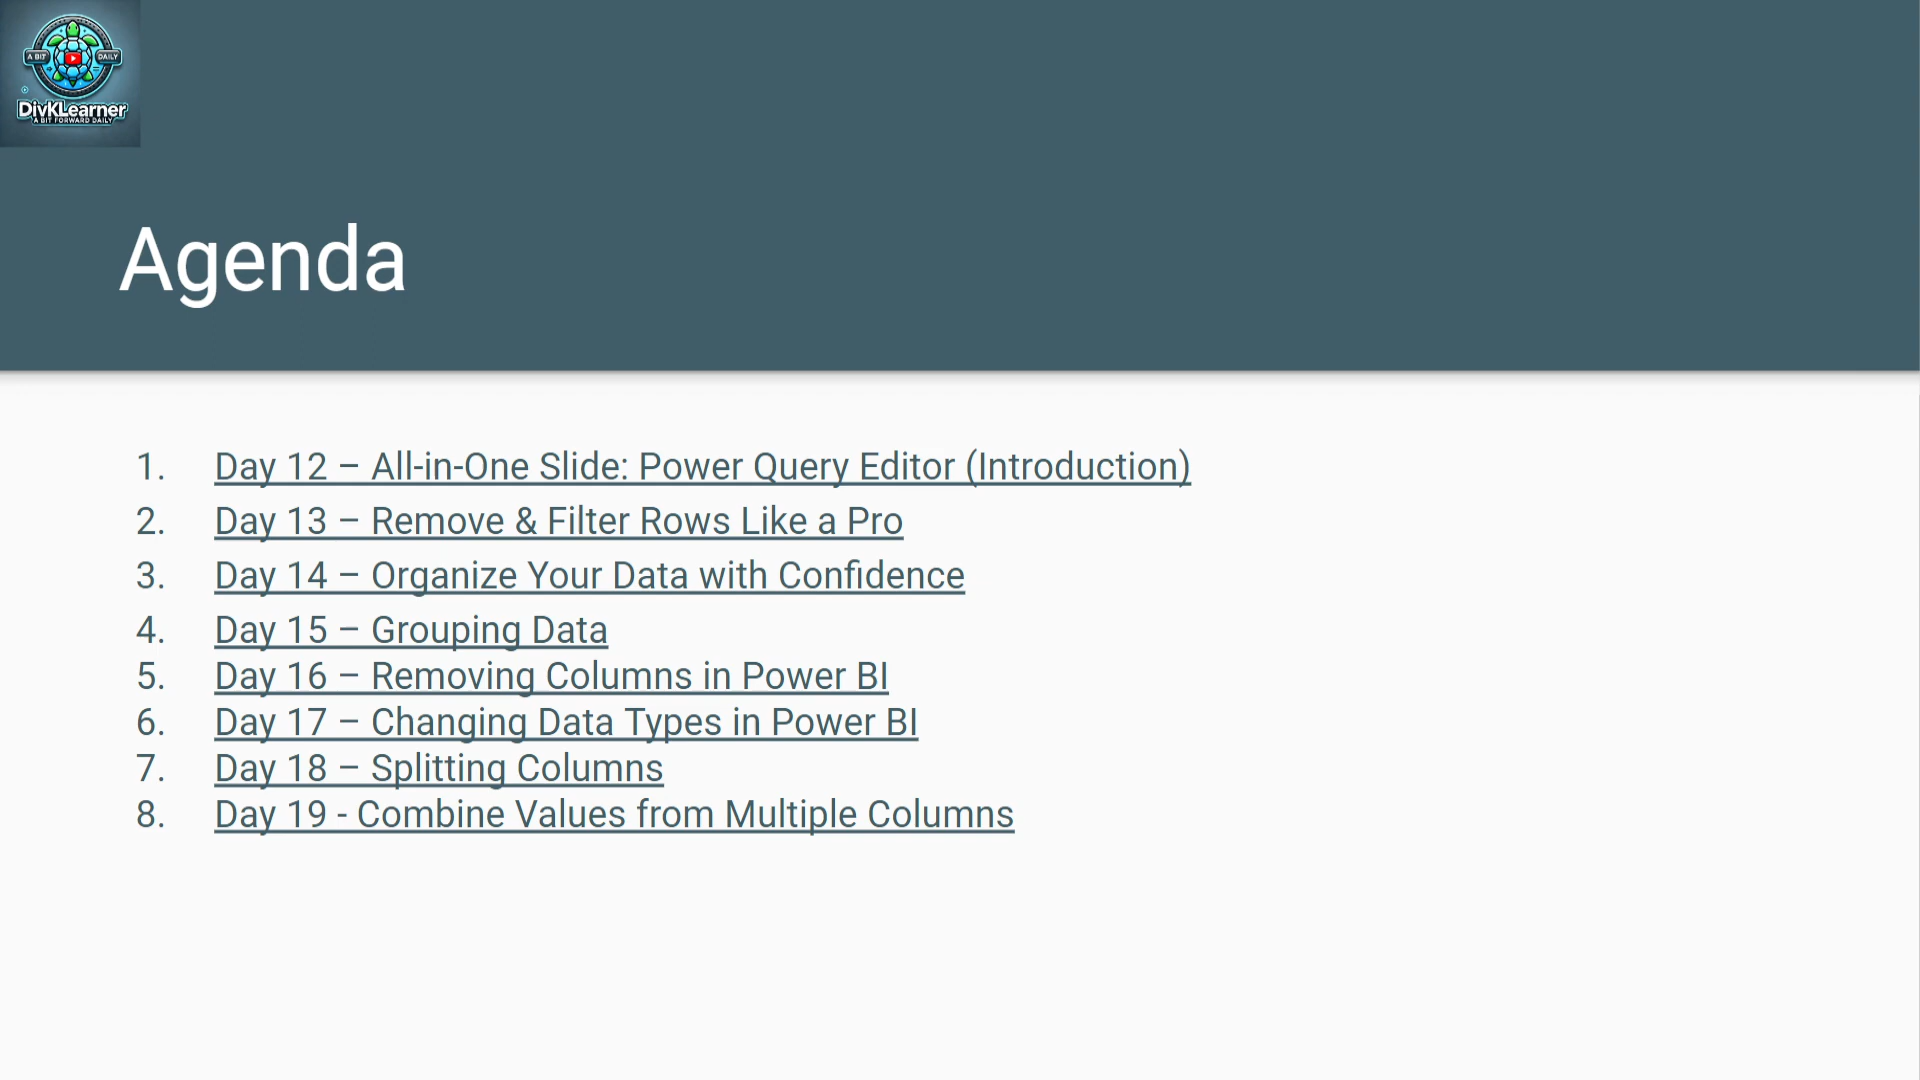 A BIT DAILY
DivKLearner
A BIT FORWARD DAILY
Agenda
1. Day 12 – All-in-One Slide: Power Query Editor (Introduction)
2. Day 13 – Remove & Filter Rows Like a Pro
3. Day 14 – Organize Your Data with Confidence
4. Day 15 – Grouping Data
5. Day 16 – Removing Columns in Power BI
6. Day 17 – Changing Data Types in Power BI
7. Day 18 – Splitting Columns
8. Day 19 - Combine Values from Multiple Columns